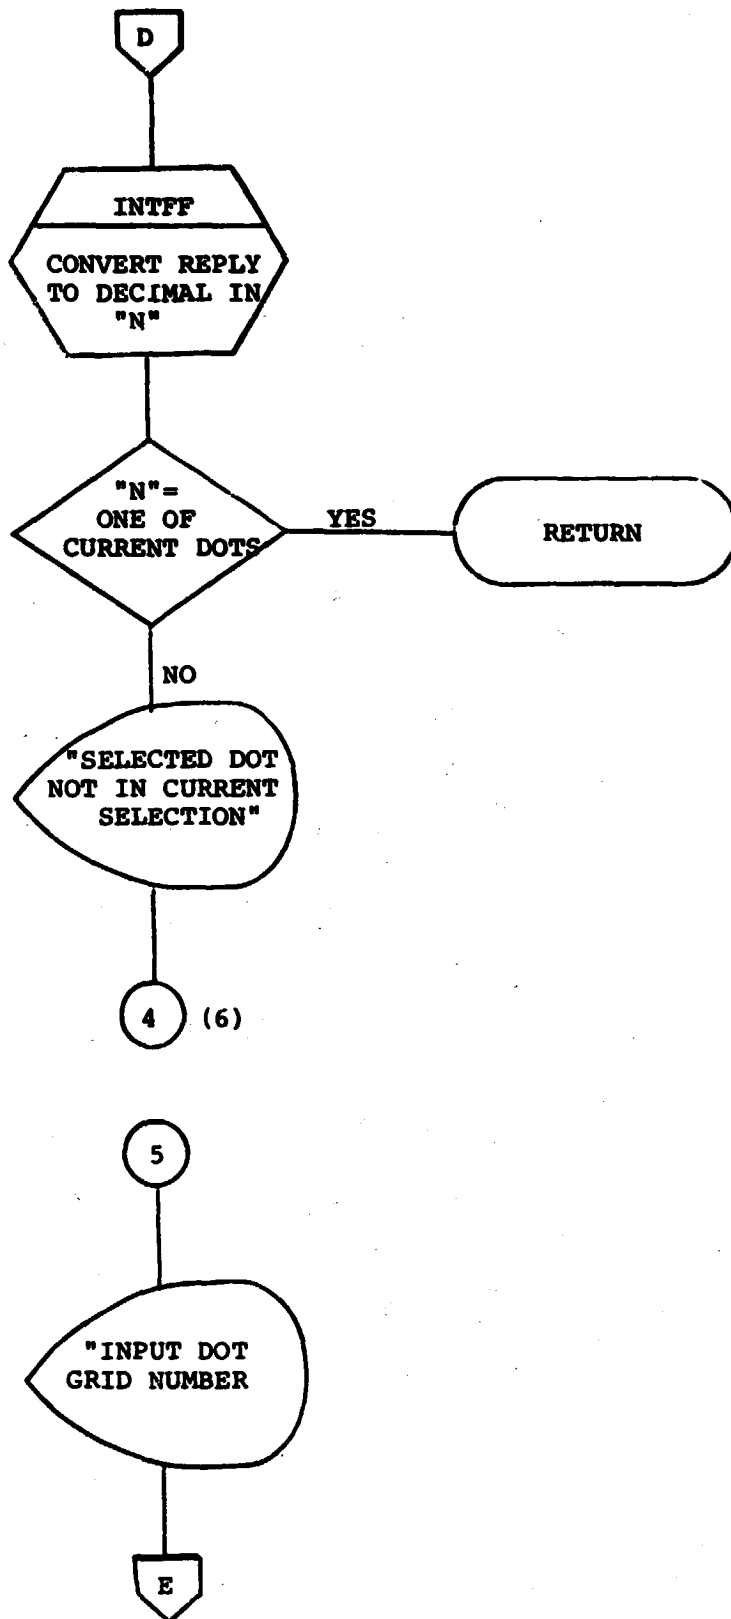 D
INTFF
CONVERT REPLY
TO DECIMAL IN
"N"
"N"=
ONE OF
CURRENT DOTS
YES
RETURN
NO
"SELECTED DOT
NOT IN CURRENT
SELECTION"
4 (6)
5
"INPUT DOT
GRID NUMBER
E